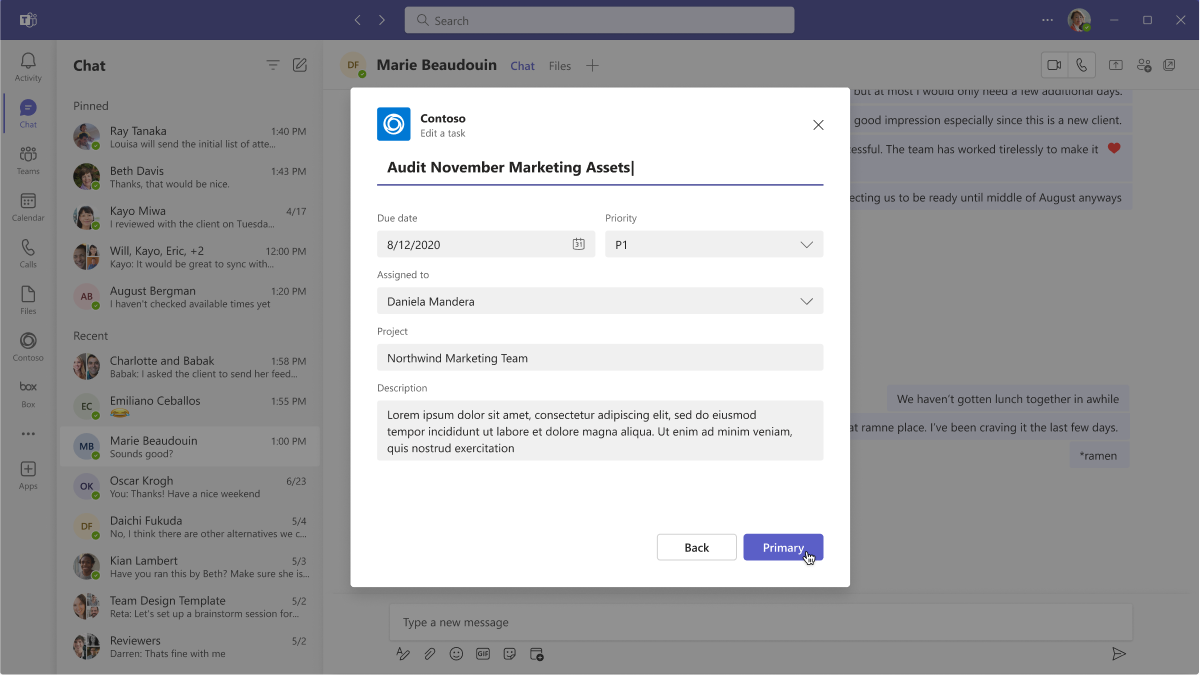 Search
Activity
Chat
Teams
Calendar
Calls
Files
Contoso
box
Box
Apps
Chat
Pinned
Ray Tanaka 1:40 PM
Louisa will send the initial list of atte...
Beth Davis 1:43 PM
Thanks, that would be nice.
Kayo Miwa 4/17
I reviewed with the client on Tuesda...
Will, Kayo, Eric, +2 12:00 PM
Kayo: It would be great to sync with...
AB August Bergman 1:20 PM
I haven't checked available times yet
Recent
Charlotte and Babak 1:58 PM
Babak: I asked the client to send her feed...
EC Emiliano Ceballos 1:55 PM
MB Marie Beaudouin 1:00 PM
Sounds good?
OK Oscar Krogh 6/23
You: Thanks! Have a nice weekend
DF Daichi Fukuda 5/4
No, I think there are other alternatives we c...
Kian Lambert 5/3
Have you ran this by Beth? Make sure she is...
Team Design Template 5/2
Reta: Let's set up a brainstorm session for...
Reviewers 5/2
Darren: Thats fine with me
DF Marie Beaudouin Chat Files
but at most I would only need a few additional days.
good impression especially since this is a new client.
essful. The team has worked tirelessly to make it
ecting us to be ready until middle of August anyways
We haven't gotten lunch together in awhile
at ramne place. I've been craving it the last few days.
*ramen
Contoso
Edit a task
Audit November Marketing Assets
Due date Priority
8/12/2020 31 P1
Assigned to
Daniela Mandera
Project
Northwind Marketing Team
Description
Lorem ipsum dolor sit amet, consectetur adipiscing elit, sed do eiusmod
tempor incididunt ut labore et dolore magna aliqua. Ut enim ad minim veniam,
quis nostrud exercitation
Back Primary
Type a new message
GIF